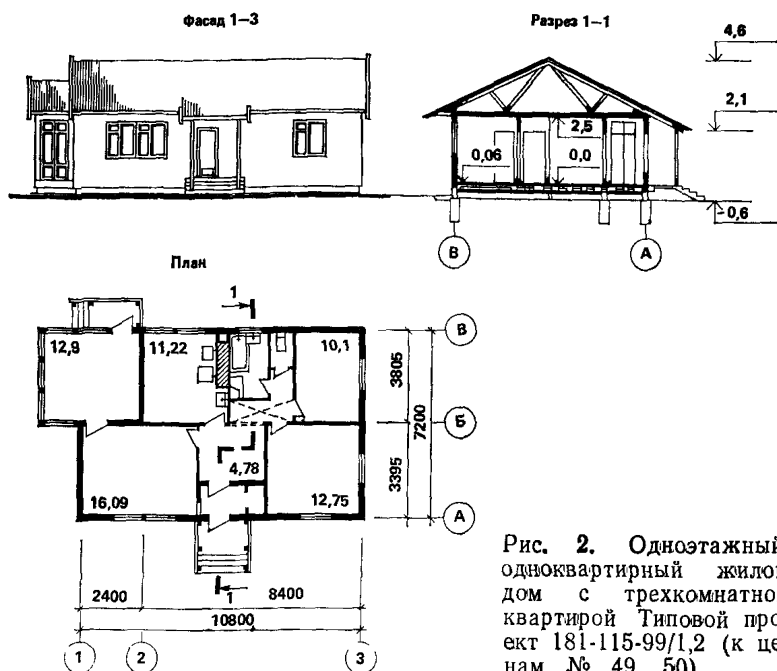 Фасад 1—3
Разрез 1—1
4,6
2,1
2,5
0,06
0,0
-0,6
В
А
План
1
12,9
11,22
10,1
В
3805
7200
Б
3395
4,78
16,09
12,75
А
1
2400
8400
10800
1
2
3
Рис. 2. Одноэтажный
одноквартирный жилог
дом с трехкомнатно
квартирой Типовой про
ект 181-115-99/1,2 (к це
нам № 49, 50)